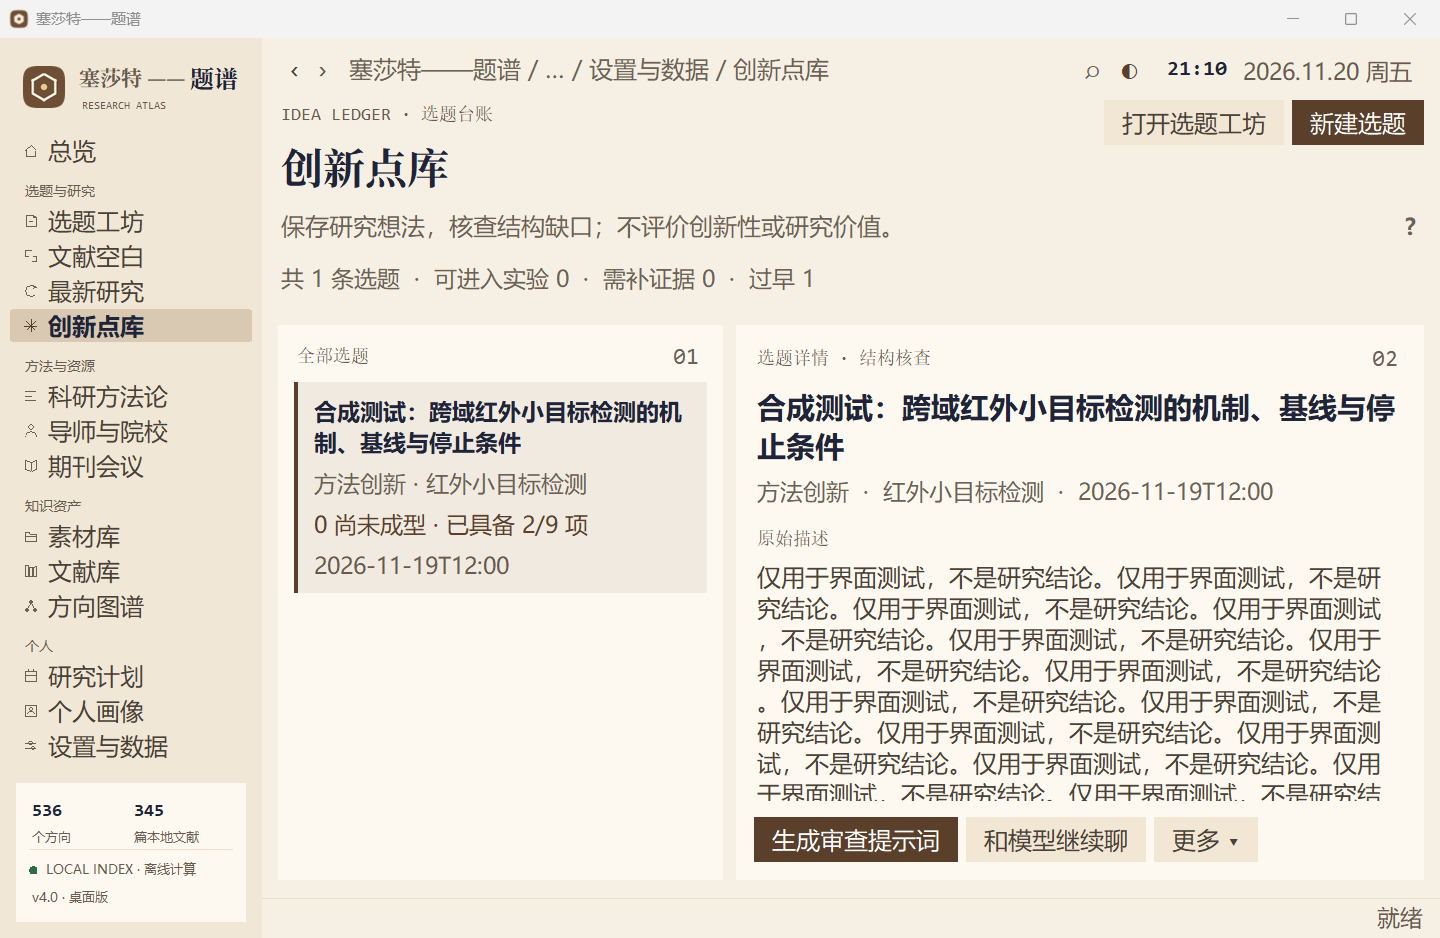 塞莎特——题谱
塞莎特 —— 题谱
RESEARCH ATLAS
总览
选题与研究
选题工坊
文献空白
最新研究
创新点库
方法与资源
科研方法论
导师与院校
期刊会议
知识资产
素材库
文献库
方向图谱
个人
研究计划
个人画像
设置与数据
536 345
个方向 篇本地文献
LOCAL INDEX · 离线计算
v4.0 · 桌面版
‹ › 塞莎特——题谱 / ... / 设置与数据 / 创新点库
21:10 2026.11.20 周五
IDEA LEDGER · 选题台账
打开选题工坊 新建选题
创新点库
保存研究想法，核查结构缺口；不评价创新性或研究价值。 ?
共 1 条选题 · 可进入实验 0 · 需补证据 0 · 过早 1
全部选题 01
合成测试：跨域红外小目标检测的机
制、基线与停止条件
方法创新 · 红外小目标检测
0 尚未成型 · 已具备 2/9 项
2026-11-19T12:00
选题详情 · 结构核查 02
合成测试：跨域红外小目标检测的机制、基线与停
止条件
方法创新 · 红外小目标检测 · 2026-11-19T12:00
原始描述
仅用于界面测试，不是研究结论。仅用于界面测试，不是研
究结论。仅用于界面测试，不是研究结论。仅用于界面测试
，不是研究结论。仅用于界面测试，不是研究结论。仅用于
界面测试，不是研究结论。仅用于界面测试，不是研究结论
。仅用于界面测试，不是研究结论。仅用于界面测试，不是
研究结论。仅用于界面测试，不是研究结论。仅用于界面测
试，不是研究结论。仅用于界面测试，不是研究结论。仅用
于界面测试，不是研究结论。仅用于界面测试，不是研究结
生成审查提示词 和模型继续聊 更多 ▾
就绪